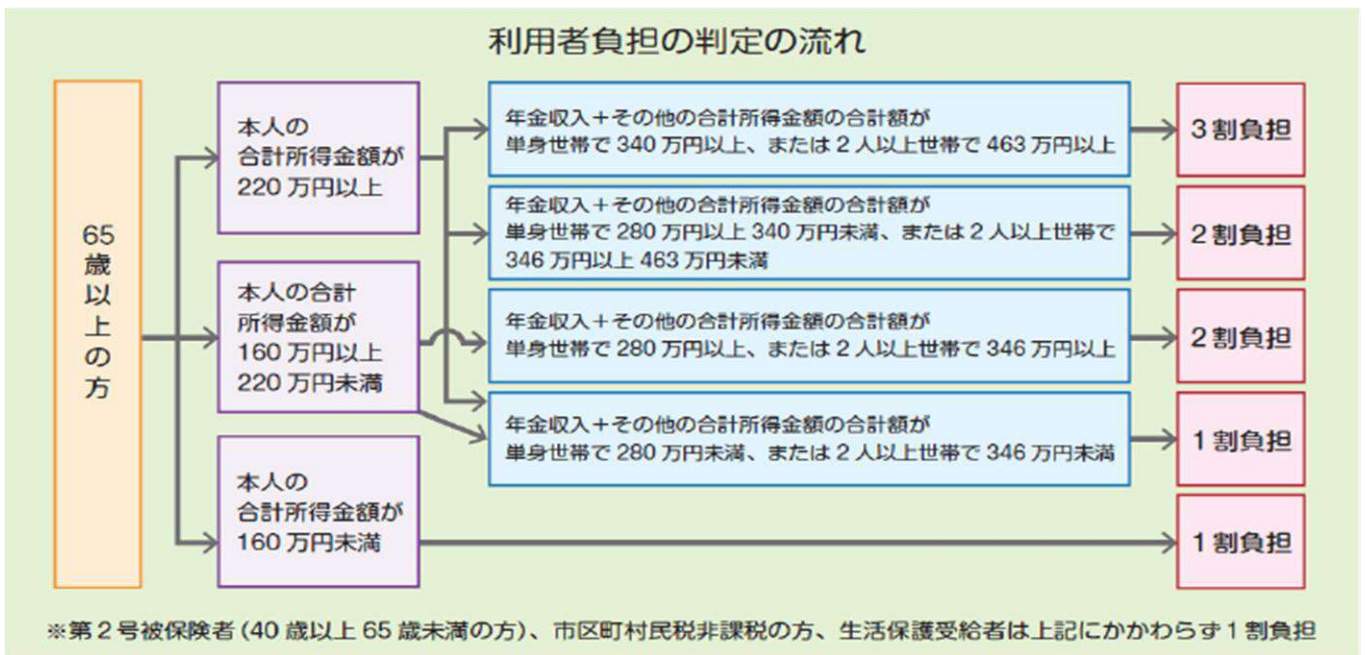 利用者負担の判定の流れ
65歳以上の方
本人の
合計所得金額が
220万円以上
本人の合計
所得金額が
160万円以上
220万円未満
本人の
合計所得金額が
160万円未満
年金収入+その他の合計所得金額の合計額が
単身世帯で340万円以上、または2人以上世帯で463万円以上
3割負担
年金収入+その他の合計所得金額の合計額が
単身世帯で280万円以上340万円未満、または2人以上世帯で
346万円以上463万円未満
2割負担
年金収入+その他の合計所得金額の合計額が
単身世帯で280万円以上、または2人以上世帯で346万円以上
2割負担
年金収入+その他の合計所得金額の合計額が
単身世帯で280万円未満、または2人以上世帯で346万円未満
1割負担
1割負担
※第2号被保険者(40歳以上65歳未満の方)、市区町村民税非課税の方、生活保護受給者は上記にかかわらず1割負担